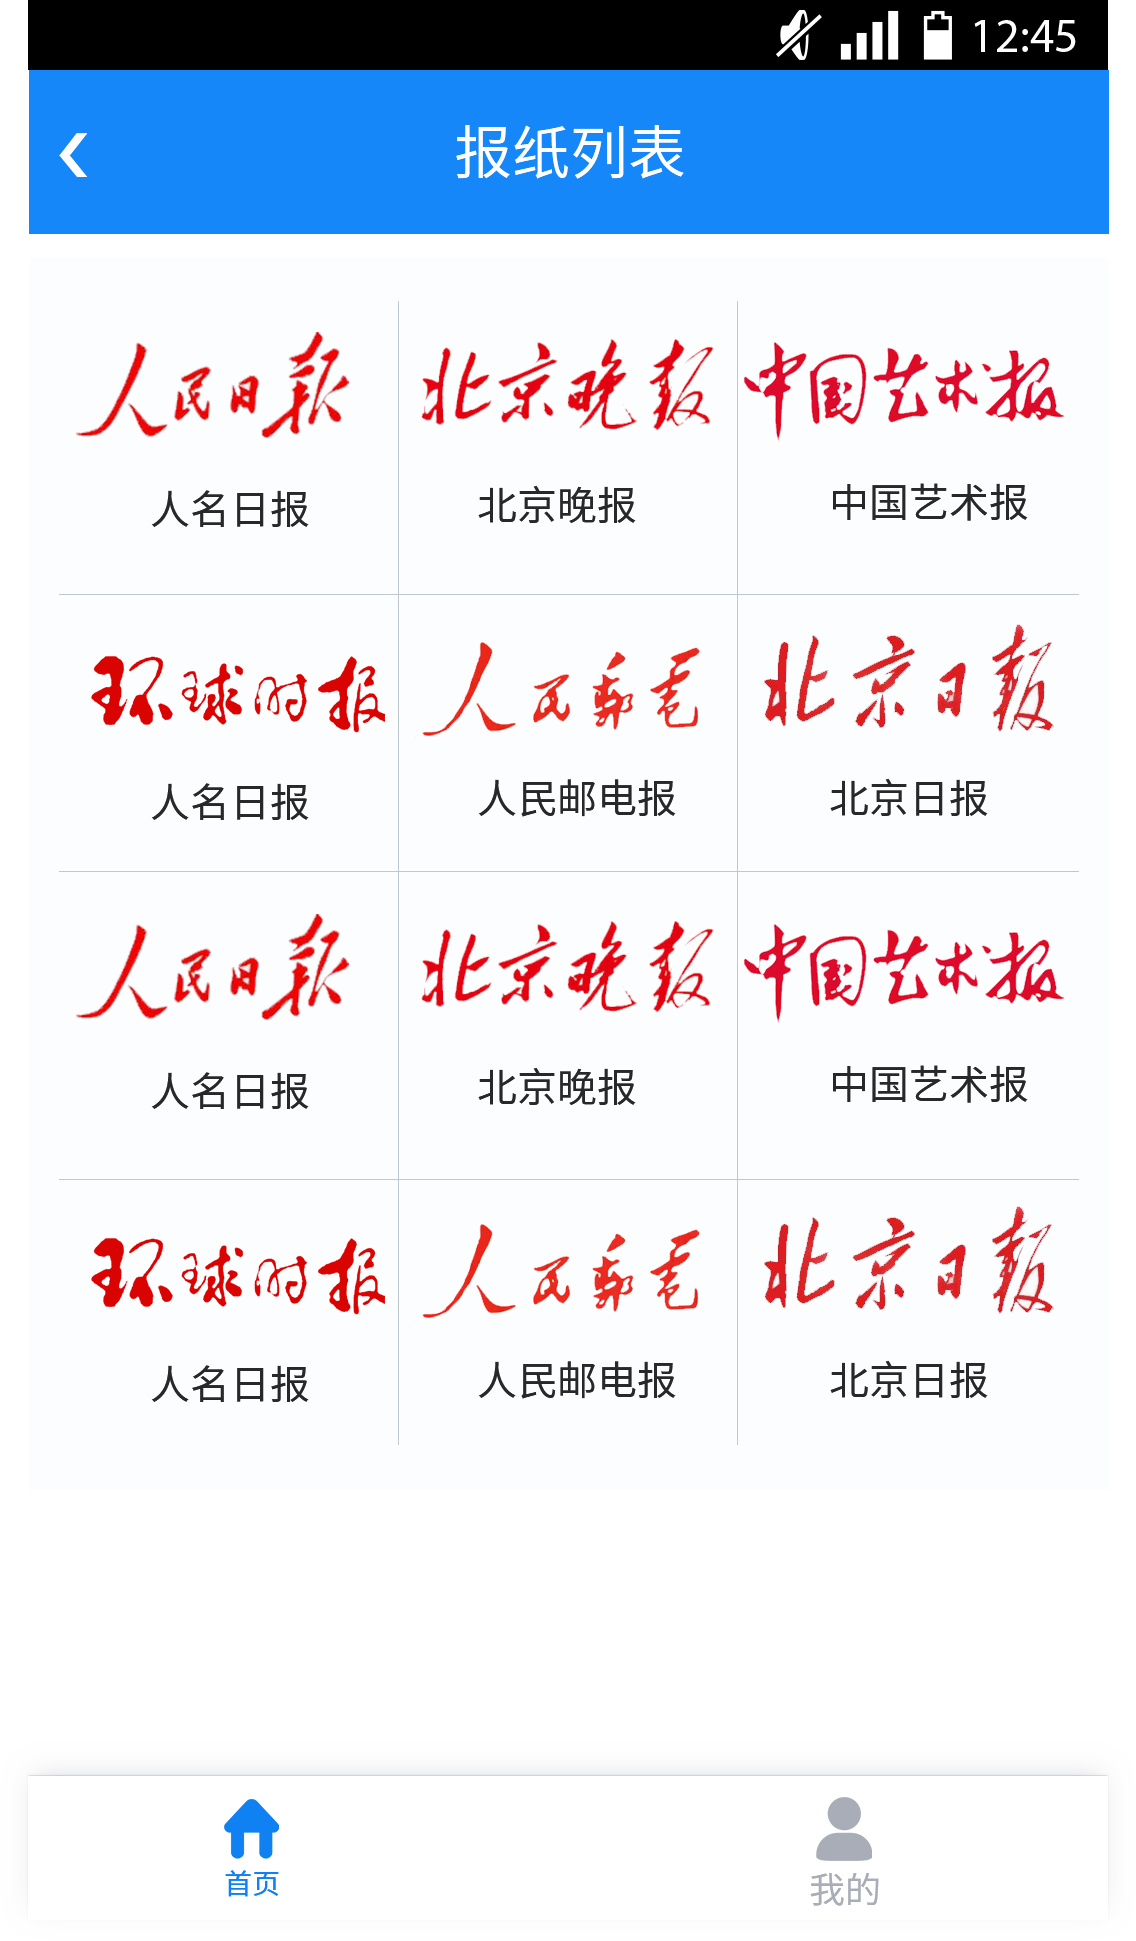 12:45
报纸列表
人民日报
北京晚报
中国艺术报
人名日报
北京晚报
中国艺术报
环球时报
人民邮电
北京日报
人名日报
人民邮电报
北京日报
人民日报
北京晚报
中国艺术报
人名日报
北京晚报
中国艺术报
环球时报
人民邮电
北京日报
人名日报
人民邮电报
北京日报
首页
我的